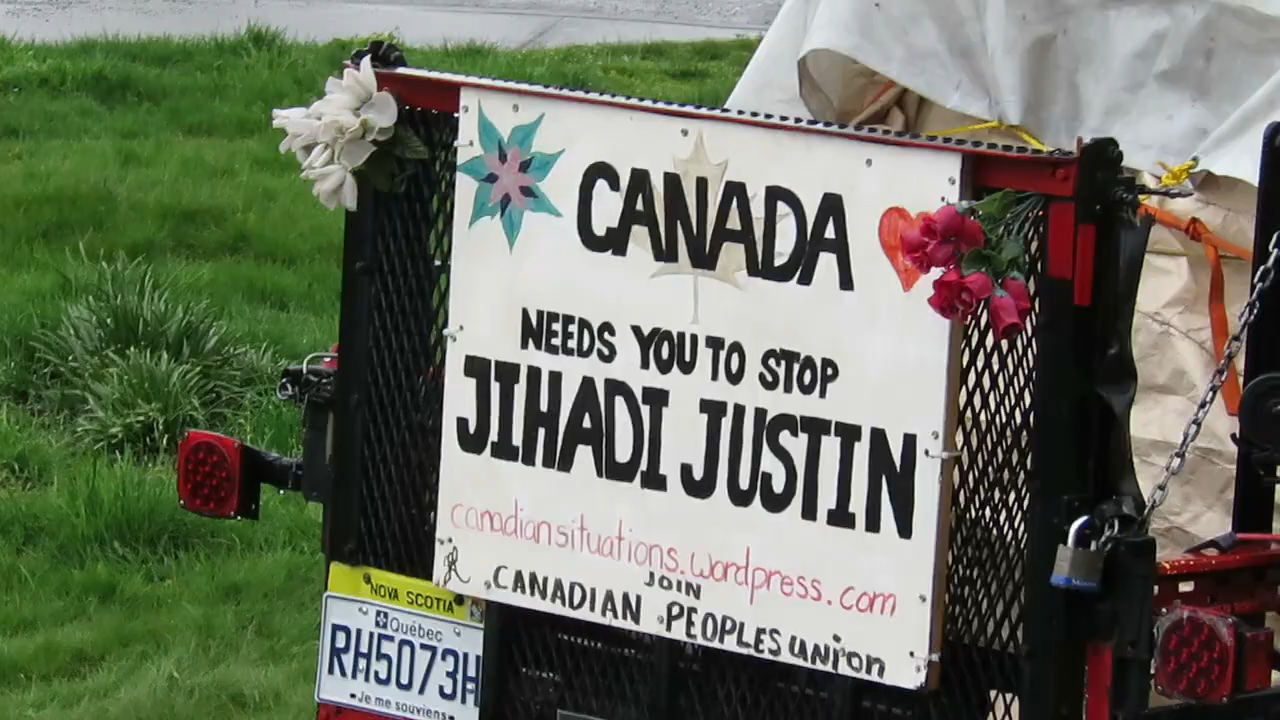 CANADA
NEEDS YOU TO STOP
JIHADI JUSTIN
canadiansituations.wordpress.com
JOIN
CANADIAN PEOPLES UNION
NOVA SCOTIA
Québec
RH5073H
Je me souviens